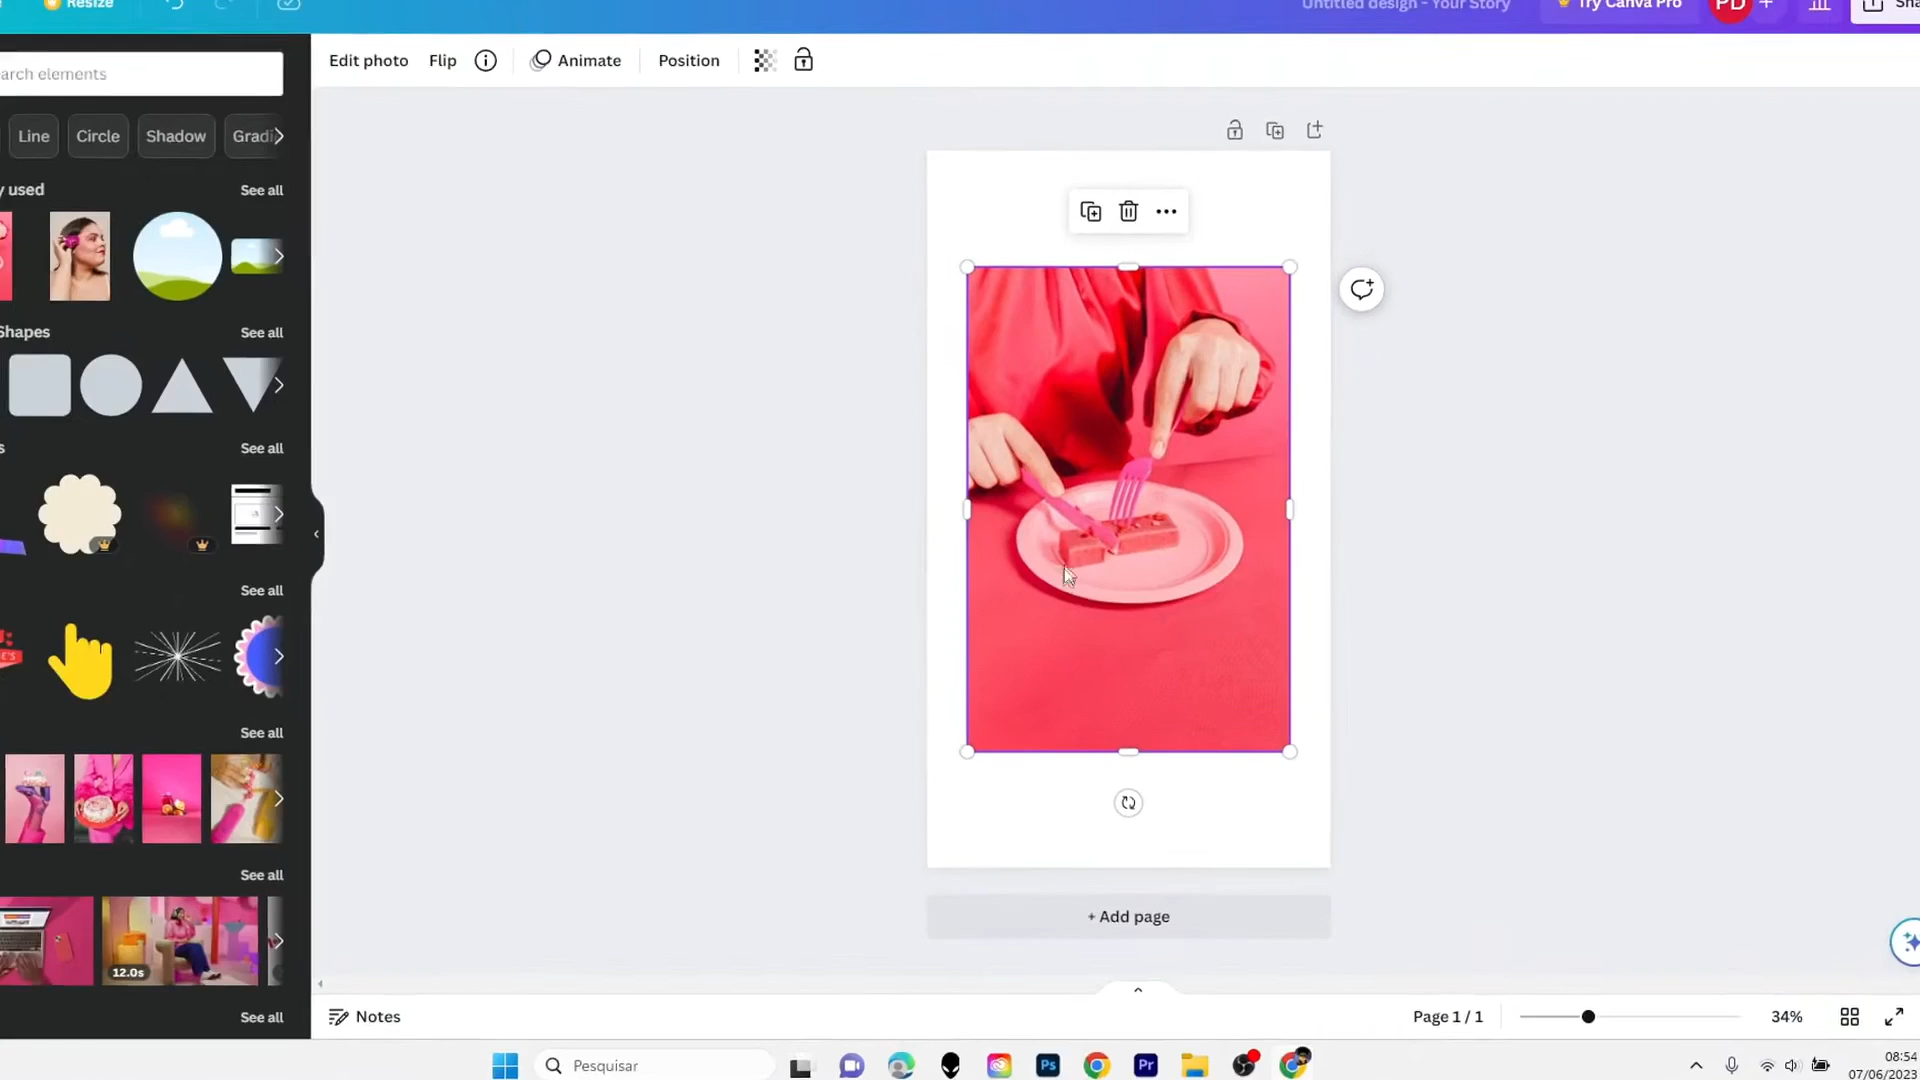 Resize
Untitled design - Your Story
Try Canva Pro
PD
Edit photo
Flip
Animate
Position
elements
Line
Circle
Shadow
used
See all
Shapes
See all
See all
See all
See all
See all
12.0s
See all
+ Add page
Notes
Page 1 / 1
34%
Pesquisar
Ps
Pr
08:54
07/06/2023